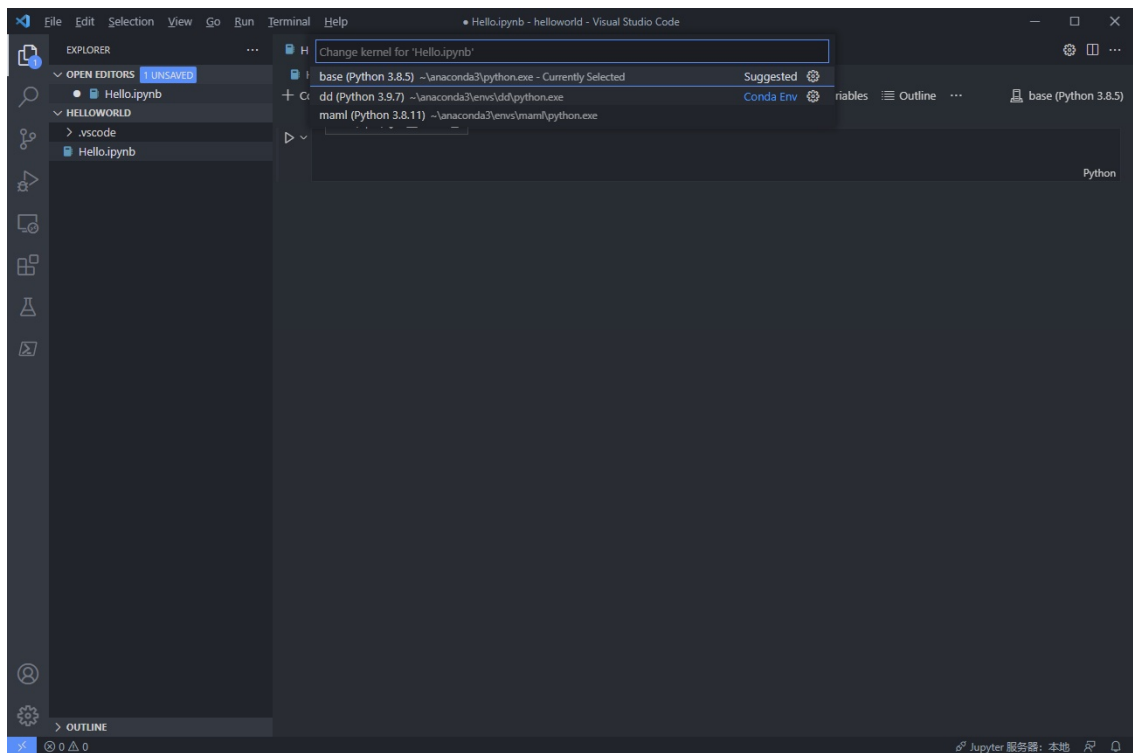 File Edit Selection View Go Run Terminal Help ● Hello.ipynb - helloworld - Visual Studio Code
EXPLORER ...
H
Change kernel for 'Hello.ipynb'
OPEN EDITORS 1 UNSAVED
base (Python 3.8.5) ~\anaconda3\python.exe - Currently Selected Suggested
● Hello.ipynb
dd (Python 3.9.7) ~\anaconda3\envs\dd\python.exe Conda Env
riables Outline ... base (Python 3.8.5)
HELLOWORLD
maml (Python 3.8.11) ~\anaconda3\envs\maml\python.exe
> .vscode
Hello.ipynb
Python
1
> OUTLINE
0 0 Jupyter 服务器: 本地